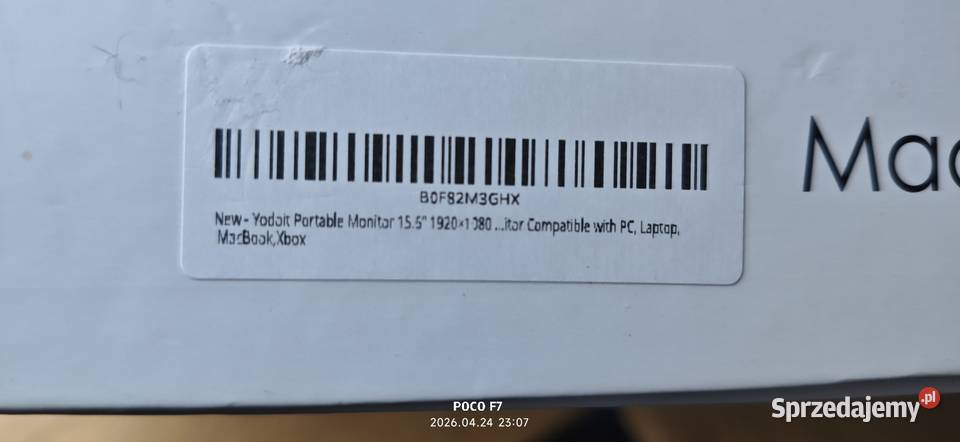 Mac
B0F82M3GHX
New - Yodoit Portable Monitor 15.6" 1920×1080 ...itor Compatible with PC, Laptop,
MacBook,Xbox
POCO F7
2026.04.24 23:07
Sprzedajemy.pl